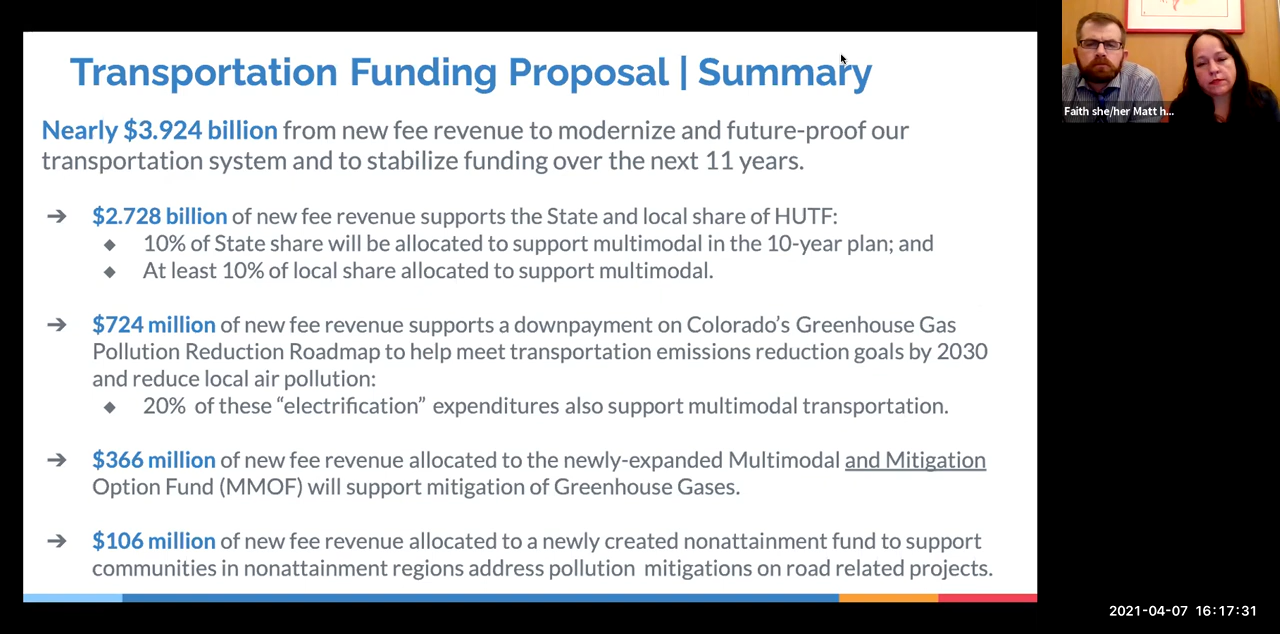 Transportation Funding Proposal | Summary
Nearly $3.924 billion from new fee revenue to modernize and future-proof our
transportation system and to stabilize funding over the next 11 years.
➔ $2.728 billion of new fee revenue supports the State and local share of HUTF:
◆ 10% of State share will be allocated to support multimodal in the 10-year plan; and
◆ At least 10% of local share allocated to support multimodal.
➔ $724 million of new fee revenue supports a downpayment on Colorado’s Greenhouse Gas
Pollution Reduction Roadmap to help meet transportation emissions reduction goals by 2030
and reduce local air pollution:
◆ 20% of these “electrification” expenditures also support multimodal transportation.
➔ $366 million of new fee revenue allocated to the newly-expanded Multimodal and Mitigation
Option Fund (MMOF) will support mitigation of Greenhouse Gases.
➔ $106 million of new fee revenue allocated to a newly created nonattainment fund to support
communities in nonattainment regions address pollution mitigations on road related projects.
Faith she/her Matt h...
2021-04-07 16:17:31